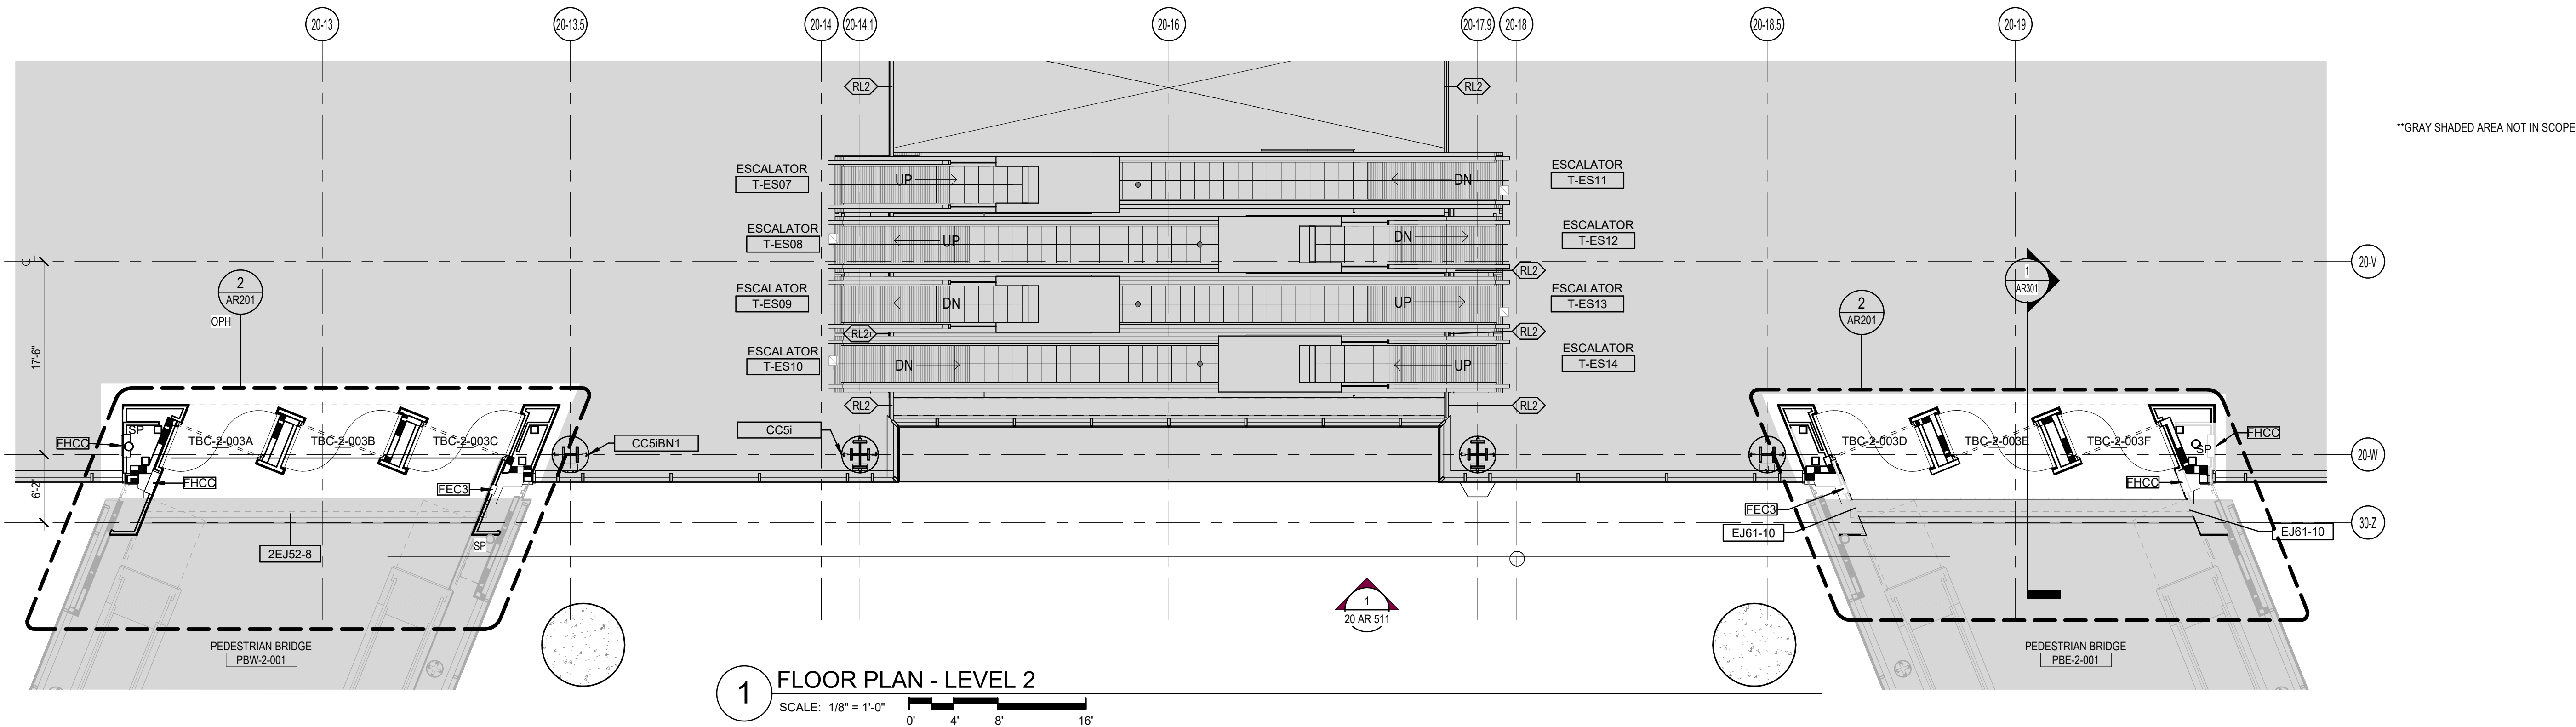 20-13
20-13.5
20-14
20-14.1
20-16
20-17.9
20-18
20-18.5
20-19
RL2
RL2
**GRAY SHADED AREA NOT IN SCOPE
ESCALATOR
T-ES07
UP
DN
ESCALATOR
T-ES11
ESCALATOR
T-ES08
UP
DN
ESCALATOR
T-ES12
20-V
RL2
1
AR301
2
AR201
OPH
ESCALATOR
T-ES09
DN
UP
ESCALATOR
T-ES13
2
AR201
RL2
RL2
17'-6"
ESCALATOR
T-ES10
DN
UP
ESCALATOR
T-ES14
RL2
RL2
SP
FHCC
TBC-2-003A
TBC-2-003B
TBC-2-003C
CC5iBN1
CC5i
TBC-2-003D
TBC-2-003E
TBC-2-003F
FHCC
SP
20-W
6'-2"
FHCC
FEC3
FHCC
FEC3
30-Z
2EJ52-8
SP
EJ61-10
EJ61-10
1
20 AR 511
PEDESTRIAN BRIDGE
PBW-2-001
PEDESTRIAN BRIDGE
PBE-2-001
1
FLOOR PLAN - LEVEL 2
SCALE: 1/8" = 1'-0"
0'
4'
8'
16'